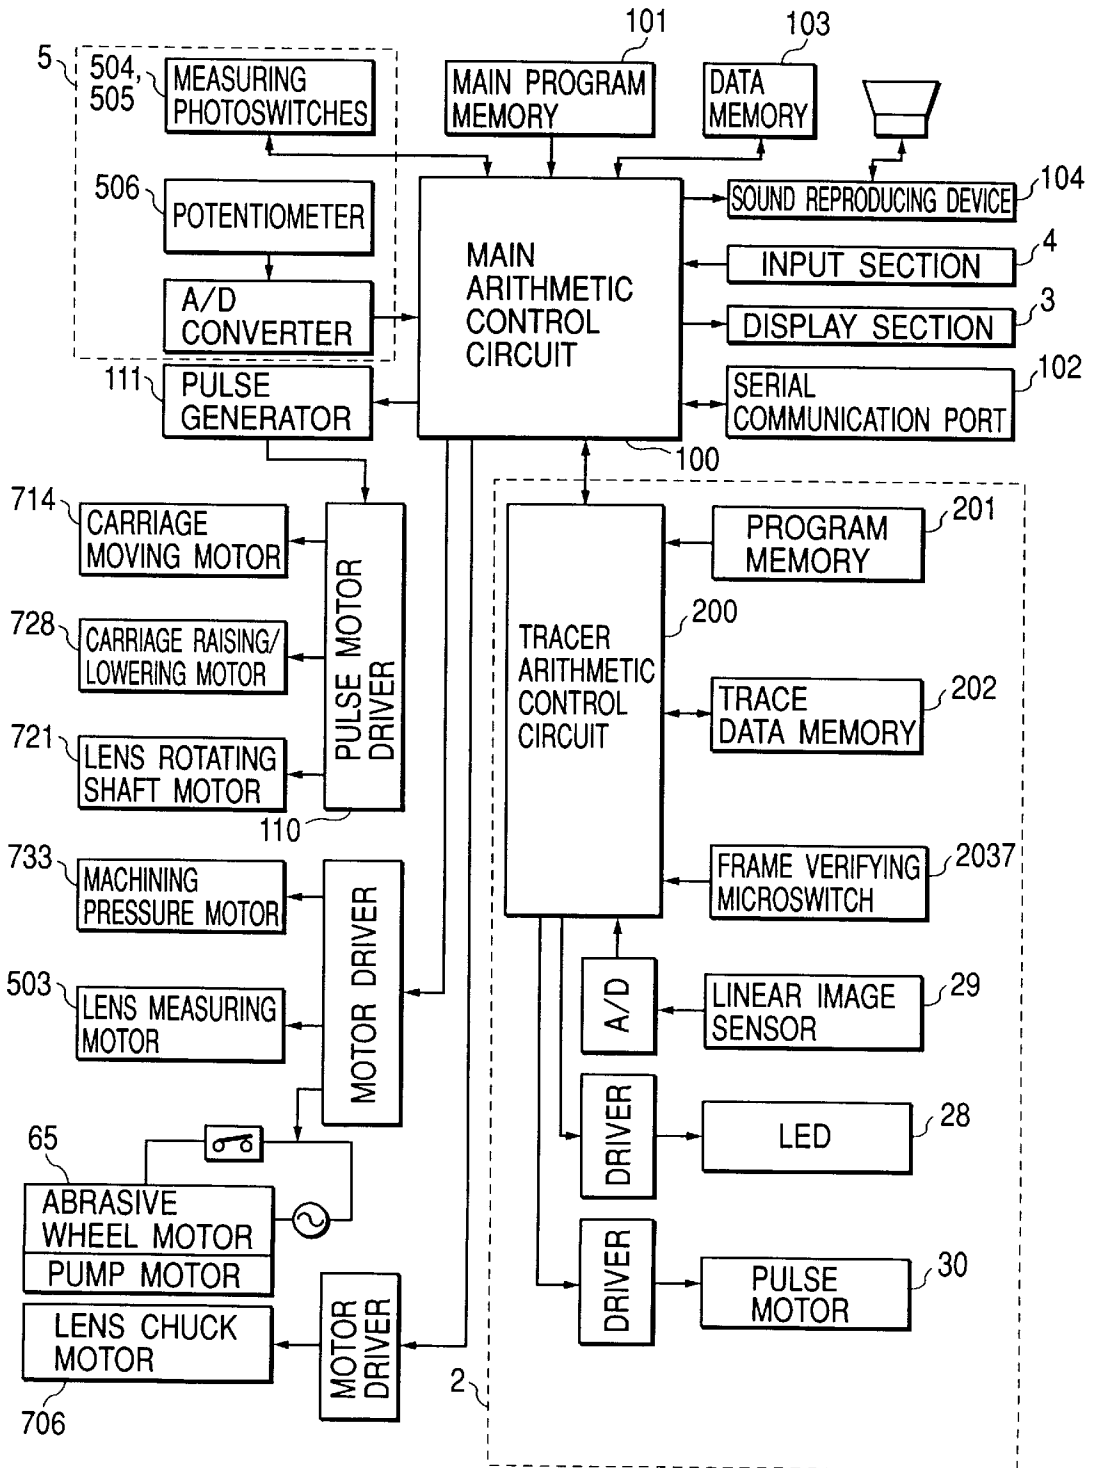 101
103
5
504,
505
MEASURING
PHOTOSWITCHES
MAIN PROGRAM
MEMORY
DATA
MEMORY
506
POTENTIOMETER
A/D
CONVERTER
MAIN
ARITHMETIC
CONTROL
CIRCUIT
100
SOUND REPRODUCING DEVICE
104
INPUT SECTION
4
DISPLAY SECTION
3
SERIAL
COMMUNICATION PORT
102
111
PULSE
GENERATOR
714
CARRIAGE
MOVING MOTOR
728
CARRIAGE RAISING/
LOWERING MOTOR
721
LENS ROTATING
SHAFT MOTOR
PULSE MOTOR
DRIVER
110
733
MACHINING
PRESSURE MOTOR
503
LENS MEASURING
MOTOR
MOTOR DRIVER
65
ABRASIVE
WHEEL MOTOR
PUMP MOTOR
LENS CHUCK
MOTOR
706
MOTOR
DRIVER
2
TRACER
ARITHMETIC
CONTROL
CIRCUIT
200
PROGRAM
MEMORY
201
TRACE
DATA MEMORY
202
FRAME VERIFYING
MICROSWITCH
2037
A/D
LINEAR IMAGE
SENSOR
29
DRIVER
LED
28
DRIVER
PULSE
MOTOR
30